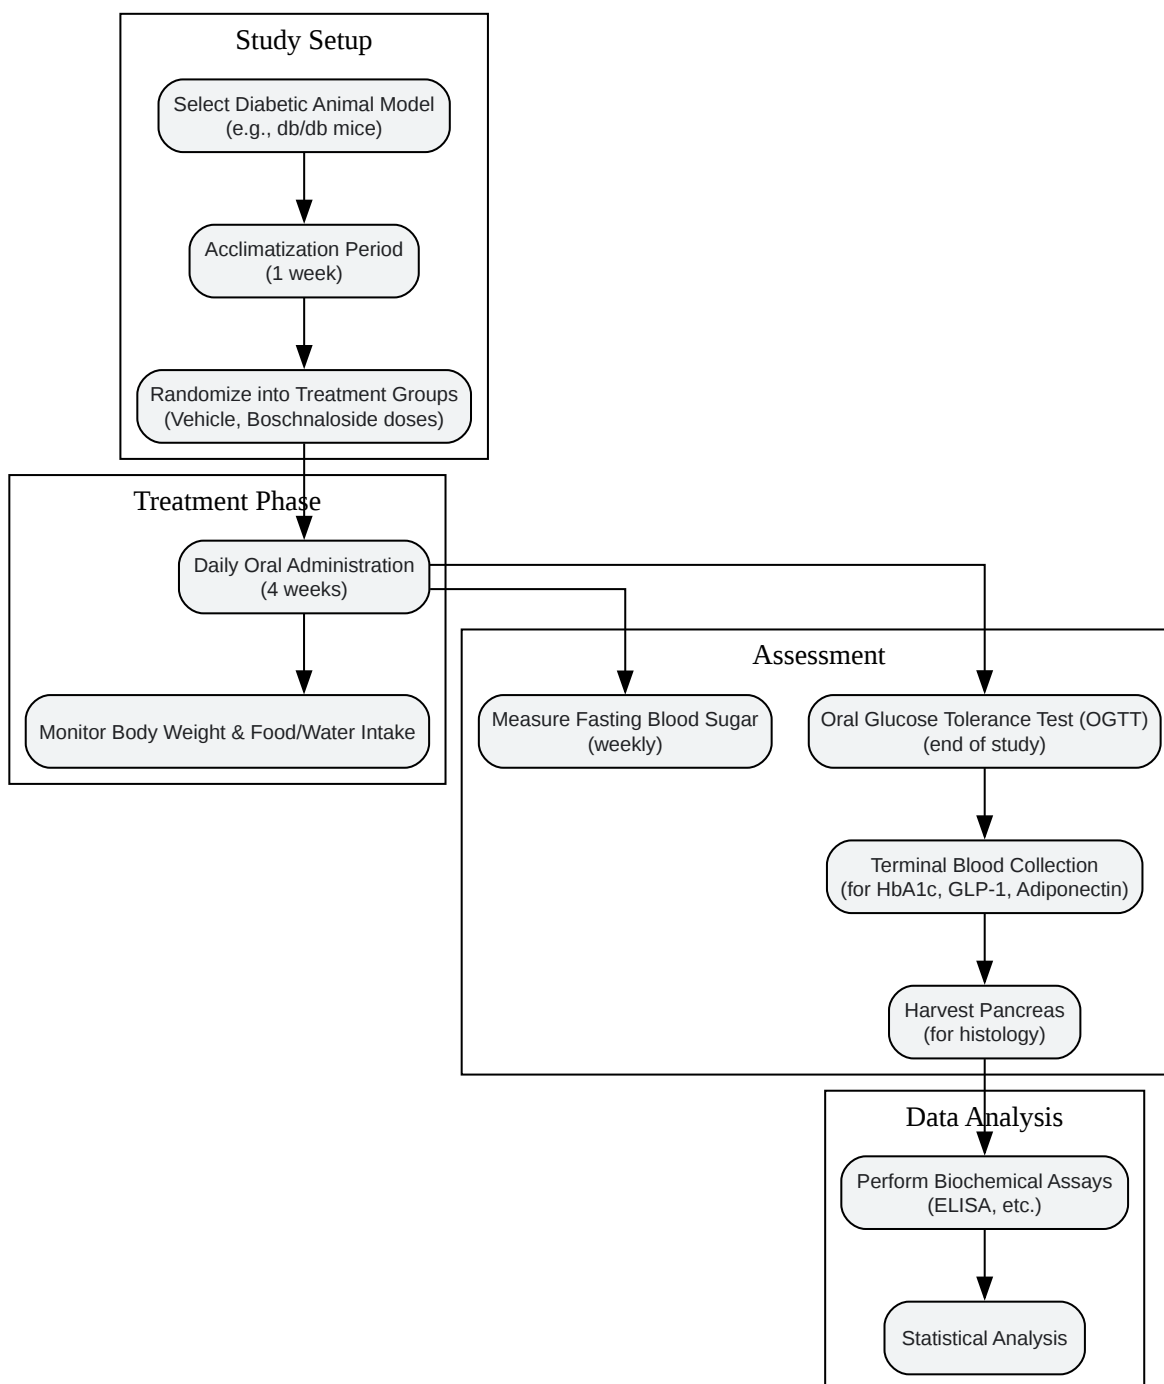 Study Setup
Select Diabetic Animal Model
(e.g., db/db mice)
Acclimatization Period
(1 week)
Randomize into Treatment Groups
(Vehicle, Boschnaloside doses)
Treatment Phase
Daily Oral Administration
(4 weeks)
Monitor Body Weight & Food/Water Intake
Assessment
Measure Fasting Blood Sugar
(weekly)
Oral Glucose Tolerance Test (OGTT)
(end of study)
Terminal Blood Collection
(for HbA1c, GLP-1, Adiponectin)
Harvest Pancreas
(for histology)
Data Analysis
Perform Biochemical Assays
(ELISA, etc.)
Statistical Analysis